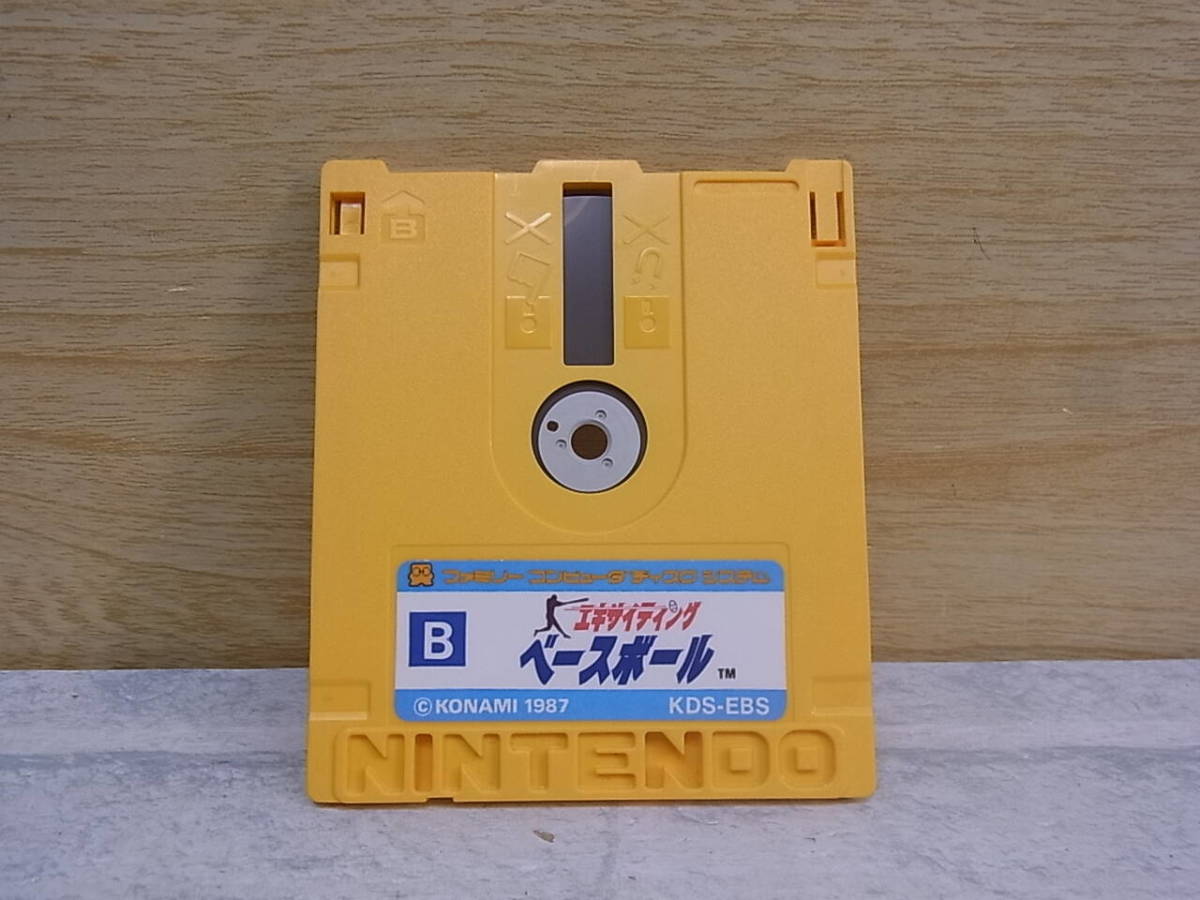 B
ファミリー コンピュータ ディスク システム
B
エキサイティング
ベースボール TM
© KONAMI 1987 KDS-EBS
NINTENDO